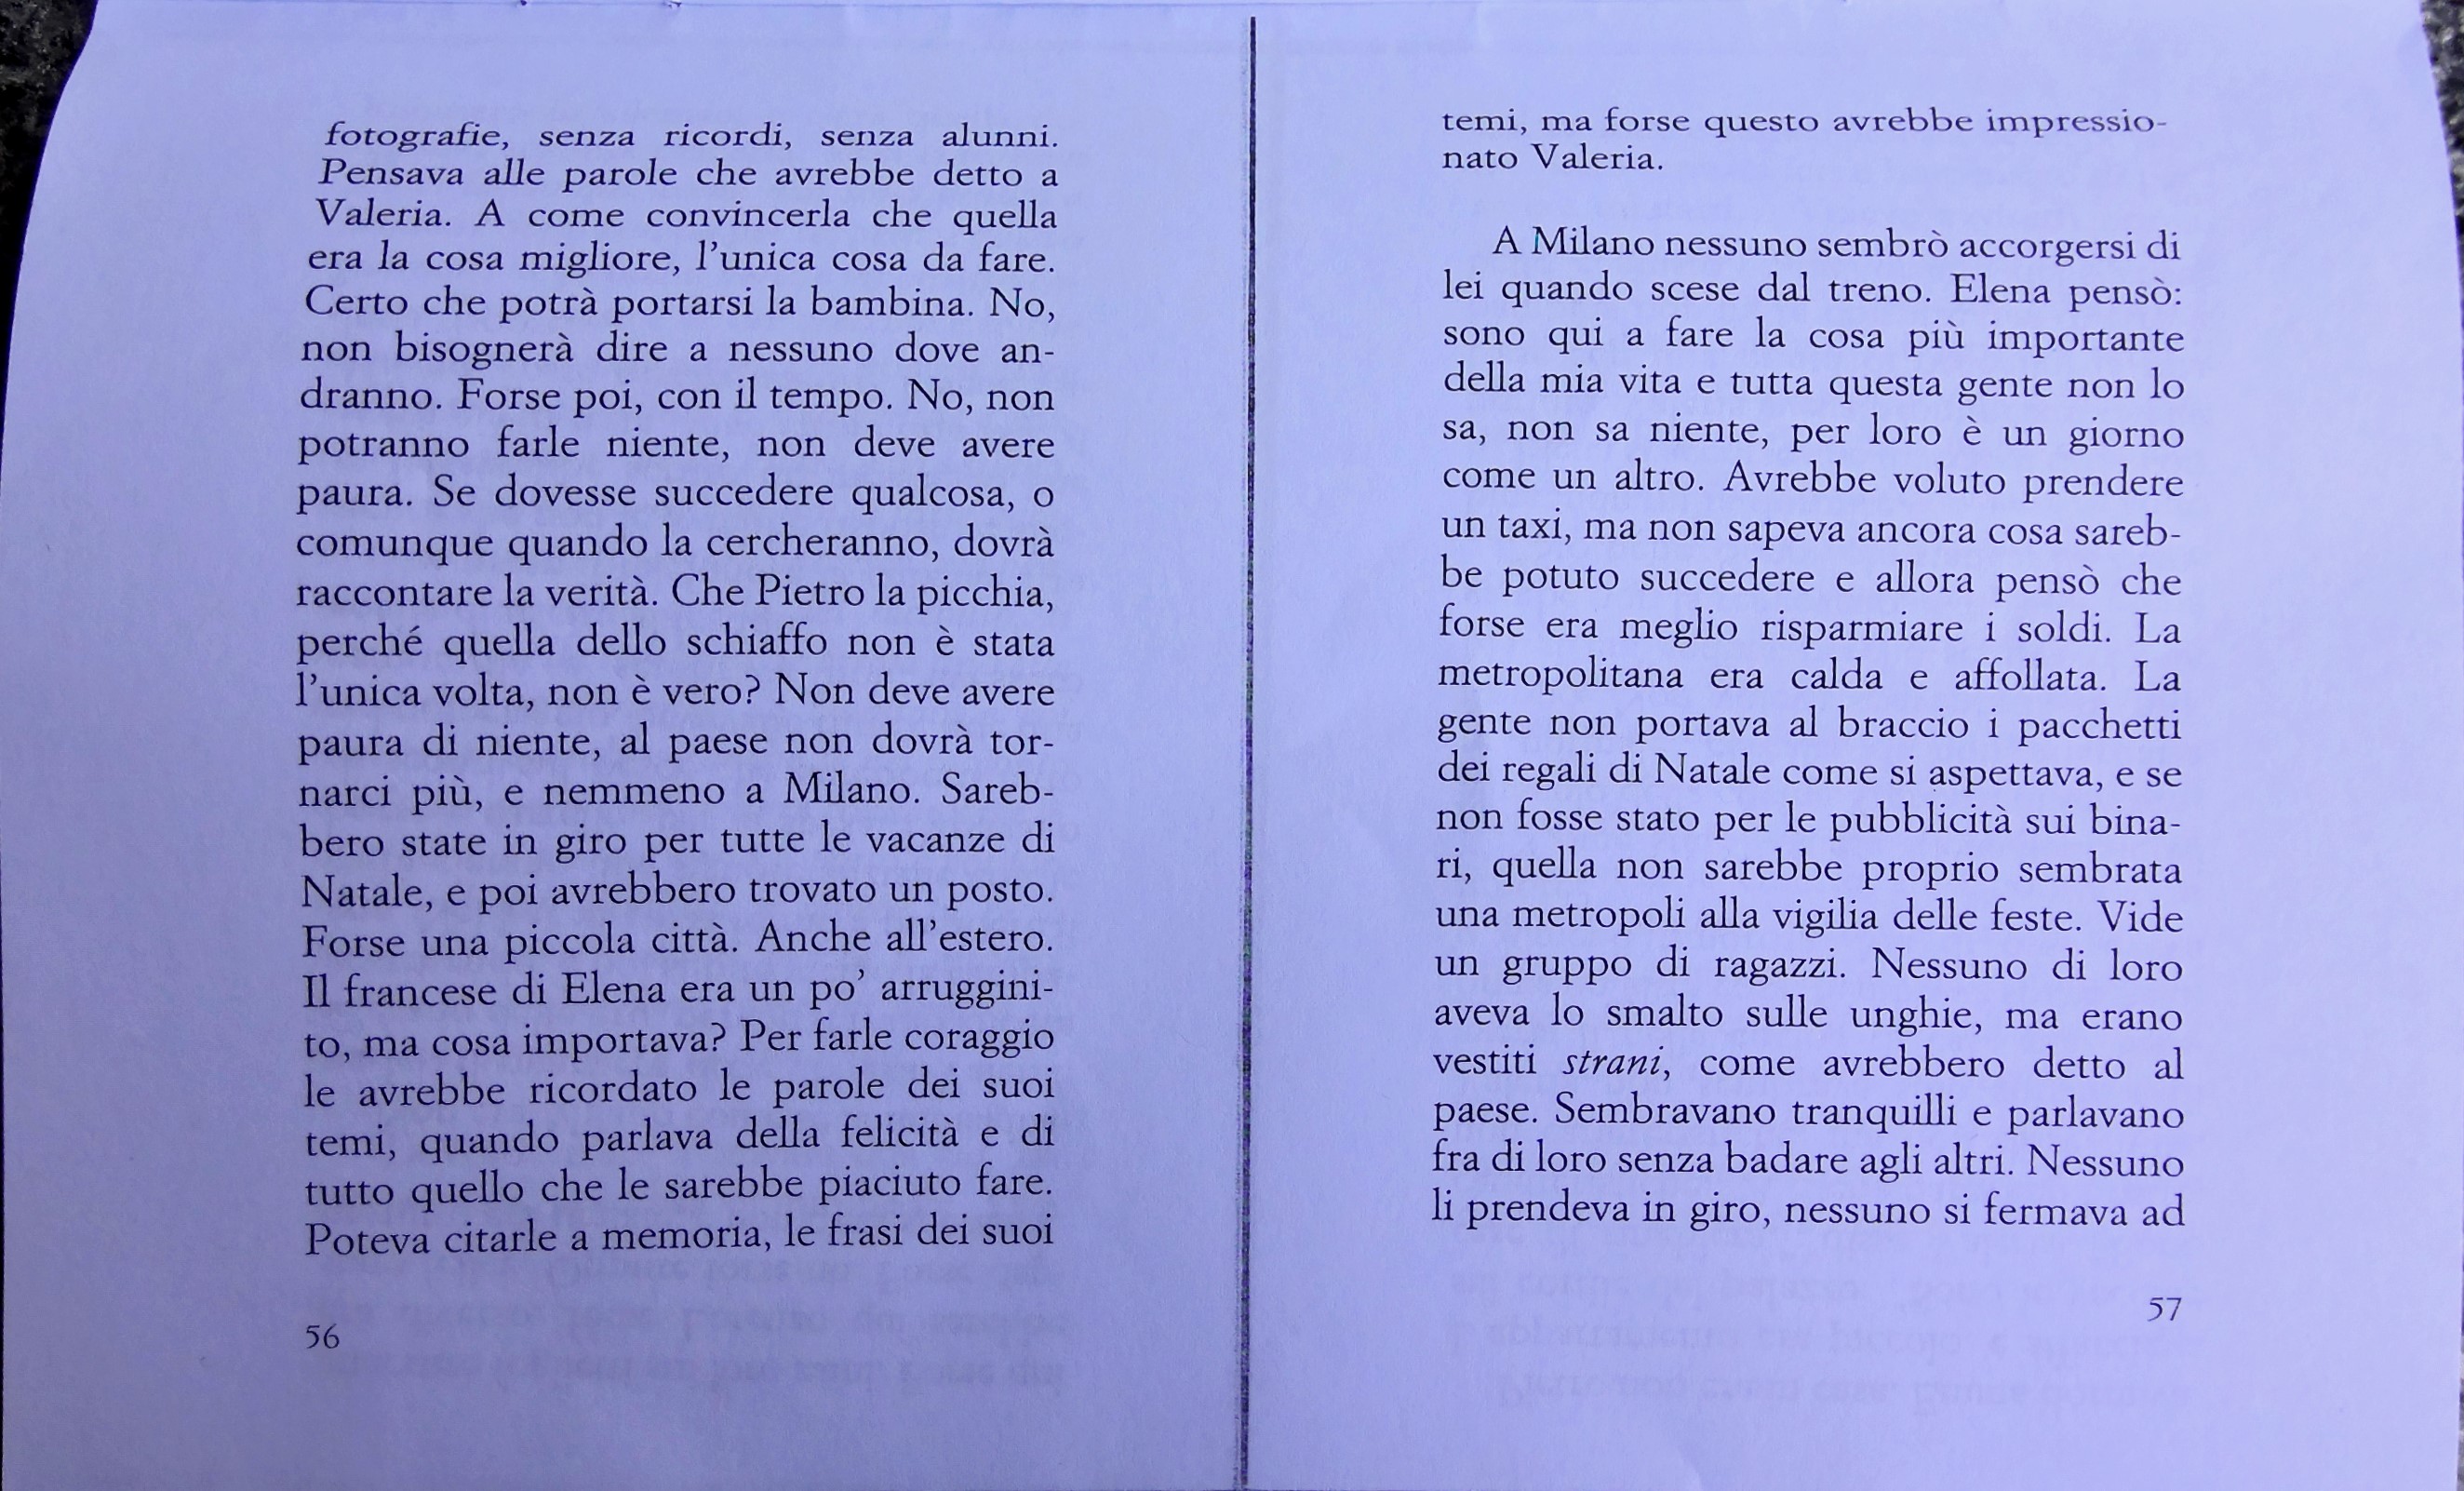 fotografie, senza ricordi, senza alunni.
Pensava alle parole che avrebbe detto a
Valeria. A come convincerla che quella
era la cosa migliore, l'unica cosa da fare.
Certo che potrà portarsi la bambina. No,
non bisognerà dire a nessuno dove an-
dranno. Forse poi, con il tempo. No, non
potranno farle niente, non deve avere
paura. Se dovesse succedere qualcosa, o
comunque quando la cercheranno, dovrà
raccontare la verità. Che Pietro la picchia,
perché quella dello schiaffo non è stata
l'unica volta, non è vero? Non deve avere
paura di niente, al paese non dovrà tor-
narci più, e nemmeno a Milano. Sareb-
bero state in giro per tutte le vacanze di
Natale, e poi avrebbero trovato un posto.
Forse una piccola città. Anche all'estero.
Il francese di Elena era un po' arruggini-
to, ma cosa importava? Per farle coraggio
le avrebbe ricordato le parole dei suoi
temi, quando parlava della felicità e di
tutto quello che le sarebbe piaciuto fare.
Poteva citarle a memoria, le frasi dei suoi
56
temi, ma forse questo avrebbe impressio-
nato Valeria.
A Milano nessuno sembrò accorgersi di
lei quando scese dal treno. Elena pensò:
sono qui a fare la cosa più importante
della mia vita e tutta questa gente non lo
sa, non sa niente, per loro è un giorno
come un altro. Avrebbe voluto prendere
un taxi, ma non sapeva ancora cosa sareb-
be potuto succedere e allora pensò che
forse era meglio risparmiare i soldi. La
metropolitana era calda e affollata. La
gente non portava al braccio i pacchetti
dei regali di Natale come si aspettava, e se
non fosse stato per le pubblicità sui bina-
ri, quella non sarebbe proprio sembrata
una metropoli alla vigilia delle feste. Vide
un gruppo di ragazzi. Nessuno di loro
aveva lo smalto sulle unghie, ma erano
vestiti strani, come avrebbero detto al
paese. Sembravano tranquilli e parlavano
fra di loro senza badare agli altri. Nessuno
li prendeva in giro, nessuno si fermava ad
57